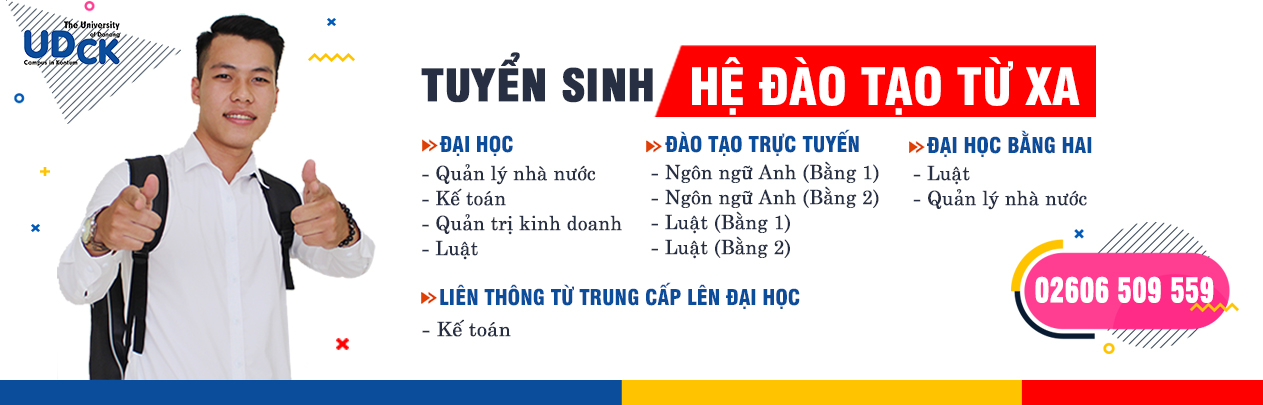 The University
of Danang
UDCK
Campus in Kontum
TUYỂN SINH HỆ ĐÀO TẠO TỪ XA
ĐẠI HỌC
- Quản lý nhà nước
- Kế toán
- Quản trị kinh doanh
- Luật
ĐÀO TẠO TRỰC TUYẾN
- Ngôn ngữ Anh (Bằng 1)
- Ngôn ngữ Anh (Bằng 2)
- Luật (Bằng 1)
- Luật (Bằng 2)
ĐẠI HỌC BẰNG HAI
- Luật
- Quản lý nhà nước
LIÊN THÔNG TỪ TRUNG CẤP LÊN ĐẠI HỌC
- Kế toán
02606 509 559